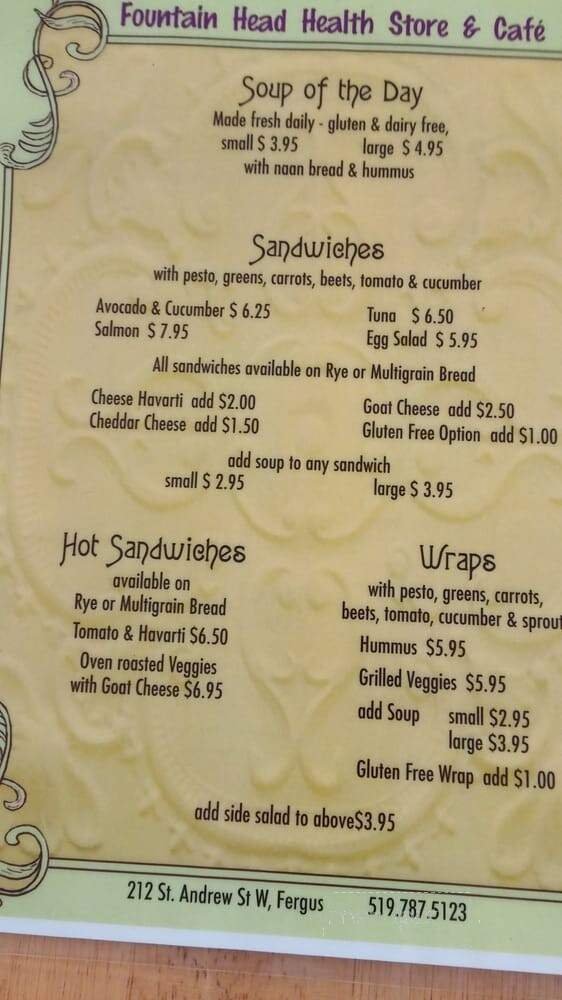 Fountain Head Health Store & Café
Soup of the Day
Made fresh daily - gluten & dairy free,
small $ 3.95 large $ 4.95
with naan bread & hummus
Sandwiches
with pesto, greens, carrots, beets, tomato & cucumber
Avocado & Cucumber $ 6.25 Tuna $ 6.50
Salmon $ 7.95 Egg Salad $ 5.95
All sandwiches available on Rye or Multigrain Bread
Cheese Havarti add $2.00 Goat Cheese add $2.50
Cheddar Cheese add $1.50 Gluten Free Option add $1.00
add soup to any sandwich
small $ 2.95 large $ 3.95
Hot Sandwiches
available on
Rye or Multigrain Bread
Tomato & Havarti $6.50
Oven roasted Veggies
with Goat Cheese $6.95
Wraps
with pesto, greens, carrots,
beets, tomato, cucumber & sprout
Hummus $5.95
Grilled Veggies $5.95
add Soup small $2.95
large $3.95
Gluten Free Wrap add $1.00
add side salad to above$3.95
212 St. Andrew St W, Fergus 519.787.5123